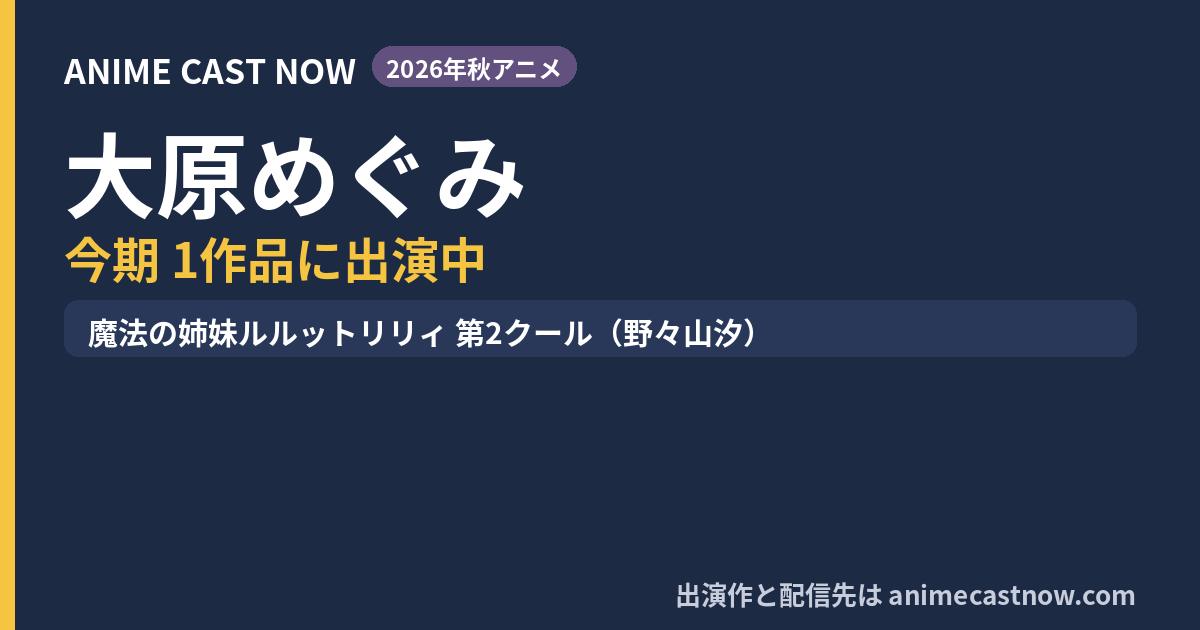 ANIME CAST NOW 2026年秋アニメ
大原めぐみ
今期 1作品に出演中
魔法の姉妹ルルットリリィ 第2クール（野々山汐）
出演作と配信先は animecastnow.com